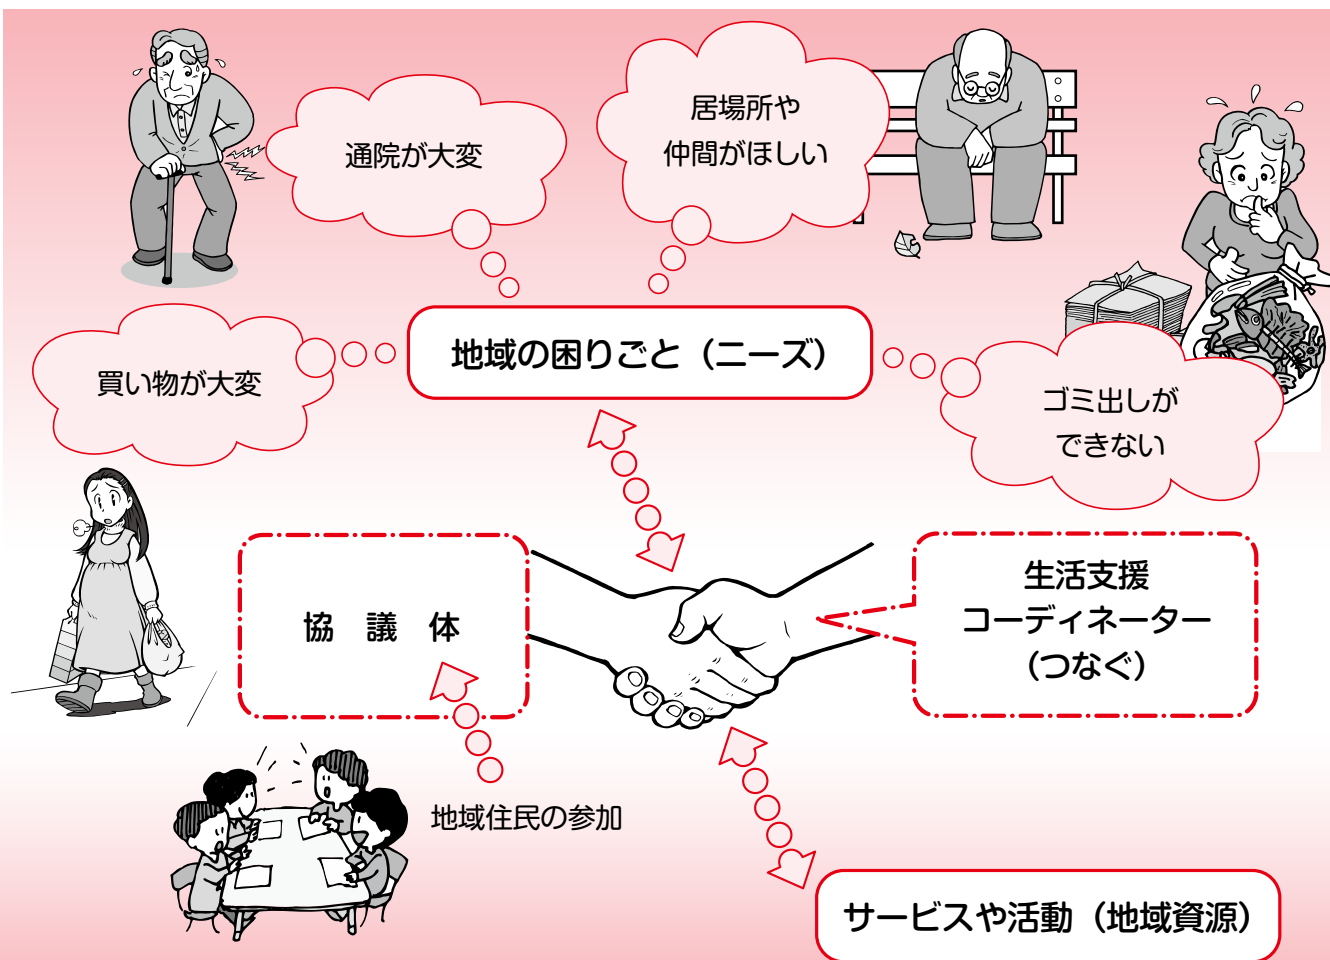 通院が大変
居場所や
仲間がほしい
地域の困りごと（ニーズ）
買い物が大変
ゴミ出しが
できない
協　議　体
生活支援
コーディネーター
（つなぐ）
地域住民の参加
サービスや活動（地域資源）